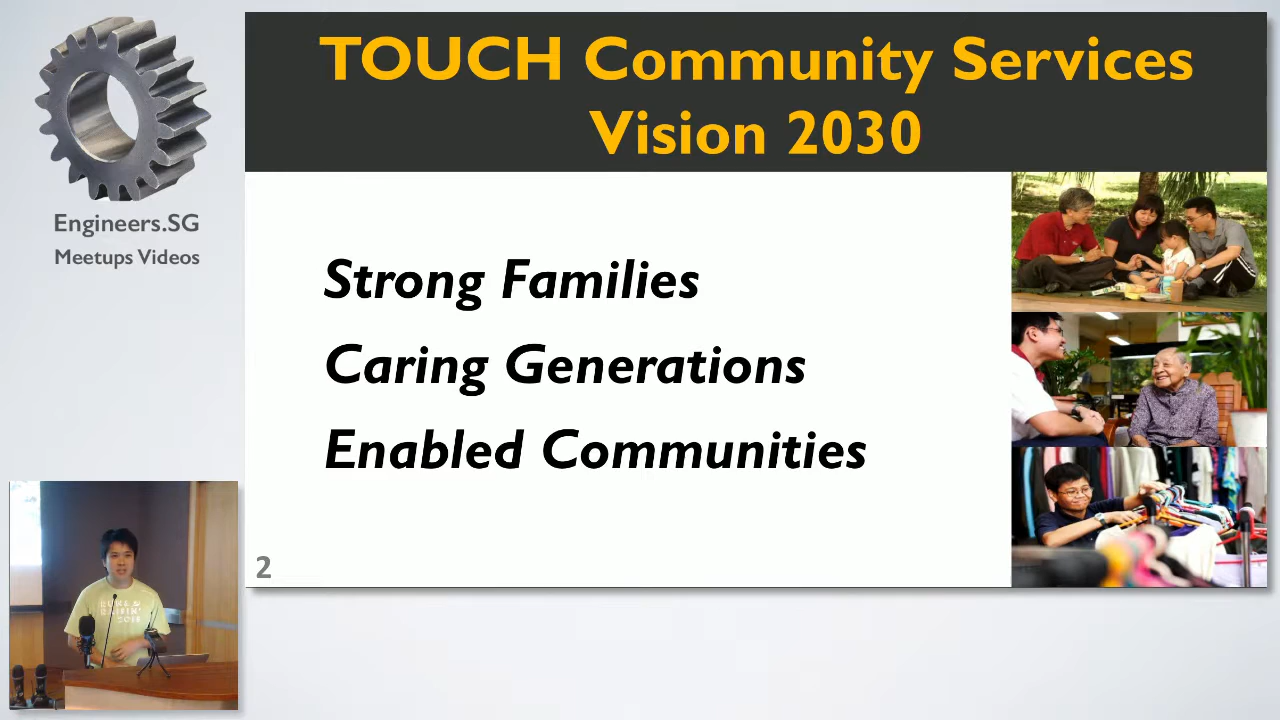 TOUCH Community Services
Vision 2030
Engineers.SG
Meetups Videos
Strong Families
Caring Generations
Enabled Communities
2